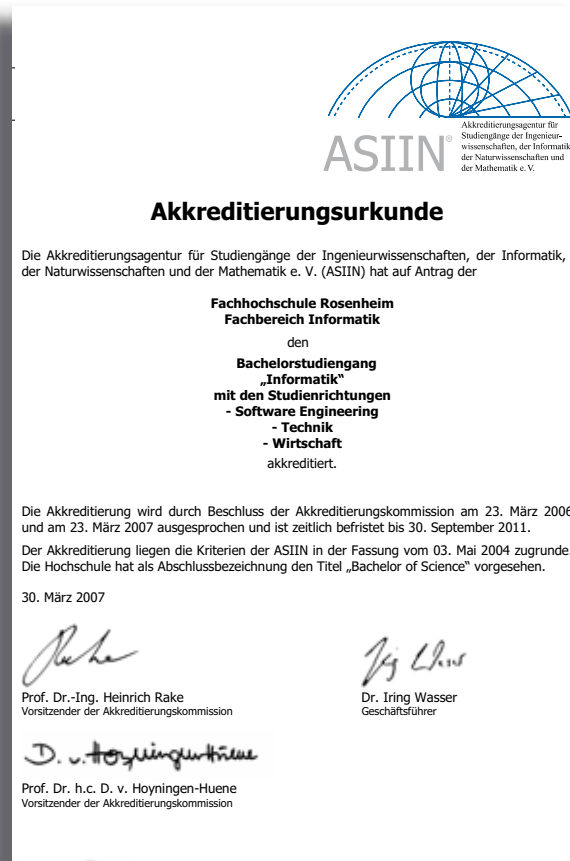 ASIIN®
Akkreditierungsagentur für
Studiengänge der Ingenieur-
wissenschaften, der Informatik
der Naturwissenschaften und
der Mathematik e. V.
Akkreditierungsurkunde
Die Akkreditierungsagentur für Studiengänge der Ingenieurwissenschaften, der Informatik,
der Naturwissenschaften und der Mathematik e. V. (ASIIN) hat auf Antrag der
Fachhochschule Rosenheim
Fachbereich Informatik
den
Bachelorstudiengang
„Informatik“
mit den Studienrichtungen
- Software Engineering
- Technik
- Wirtschaft
akkreditiert.
Die Akkreditierung wird durch Beschluss der Akkreditierungskommission am 23. März 2006
und am 23. März 2007 ausgesprochen und ist zeitlich befristet bis 30. September 2011.
Der Akkreditierung liegen die Kriterien der ASIIN in der Fassung vom 03. Mai 2004 zugrunde.
Die Hochschule hat als Abschlussbezeichnung den Titel „Bachelor of Science“ vorgesehen.
30. März 2007
Rake
Prof. Dr.-Ing. Heinrich Rake
Vorsitzender der Akkreditierungskommission
Dr. Iring Wasser
Geschäftsführer
D. v. Hoyningen-Huene
Prof. Dr. h.c. D. v. Hoyningen-Huene
Vorsitzender der Akkreditierungskommission